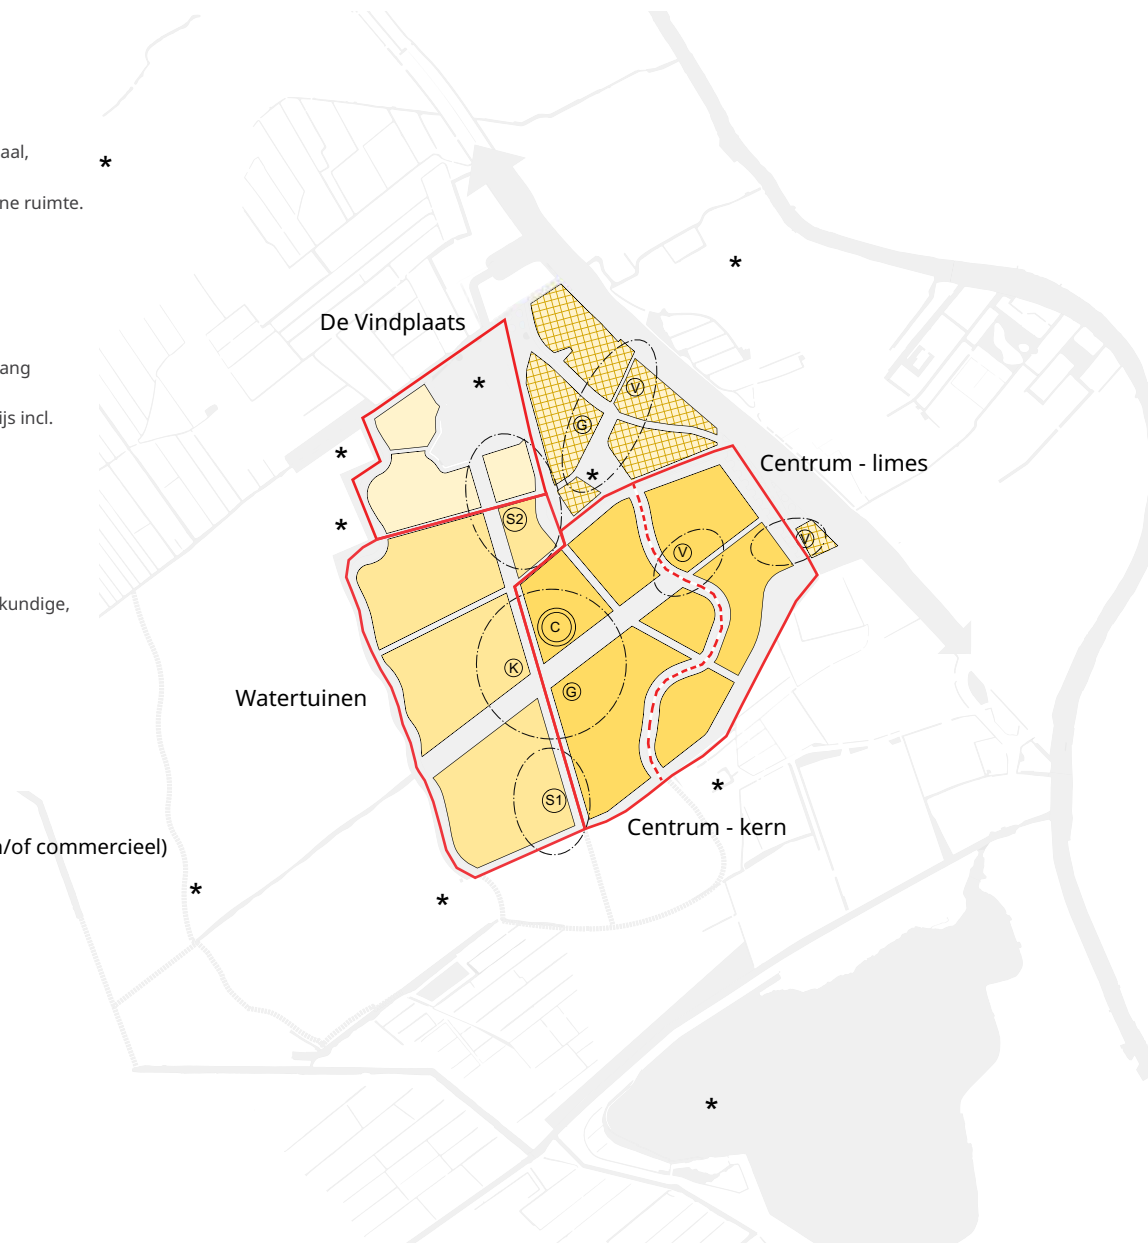 aal,
*
ne ruimte.
*
De Vindplaats
ang
*
V
ijs incl.
G
*
Centrum - limes
*
S2
*
V
V
kundige,
C
K
Watertuinen
G
*
S1
Centrum - kern
n/of commercieel)
*
*
*